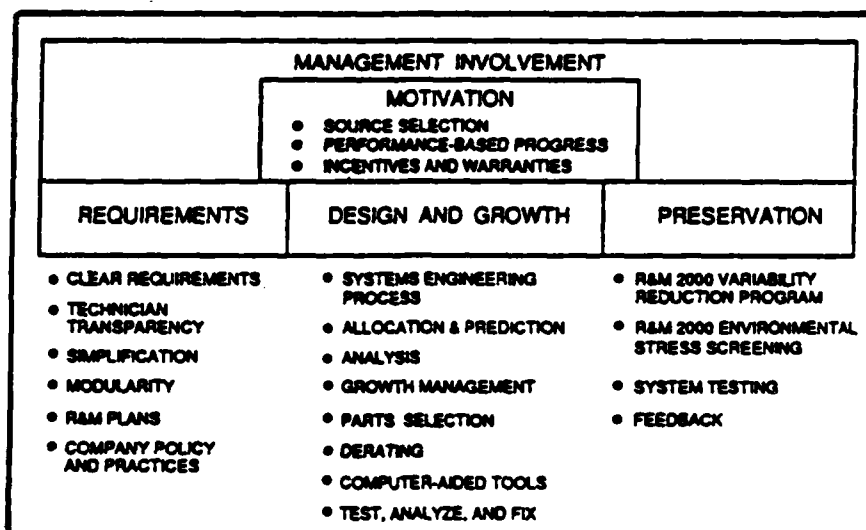 MANAGEMENT INVOLVEMENT
MOTIVATION
• SOURCE SELECTION
• PERFORMANCE-BASED PROGRESS
• INCENTIVES AND WARRANTIES
REQUIREMENTS
• CLEAR REQUIREMENTS
• TECHNICIAN
TRANSPARENCY
• SIMPLIFICATION
• MODULARITY
• R&M PLANS
• COMPANY POLICY
AND PRACTICES
DESIGN AND GROWTH
• SYSTEMS ENGINEERING
PROCESS
• ALLOCATION & PREDICTION
• ANALYSIS
• GROWTH MANAGEMENT
• PARTS SELECTION
• DERATING
• COMPUTER-AIDED TOOLS
• TEST, ANALYZE, AND FIX
PRESERVATION
• R&M 2000 VARIABILITY
REDUCTION PROGRAM
• R&M 2000 ENVIRONMENTAL
STRESS SCREENING
• SYSTEM TESTING
• FEEDBACK